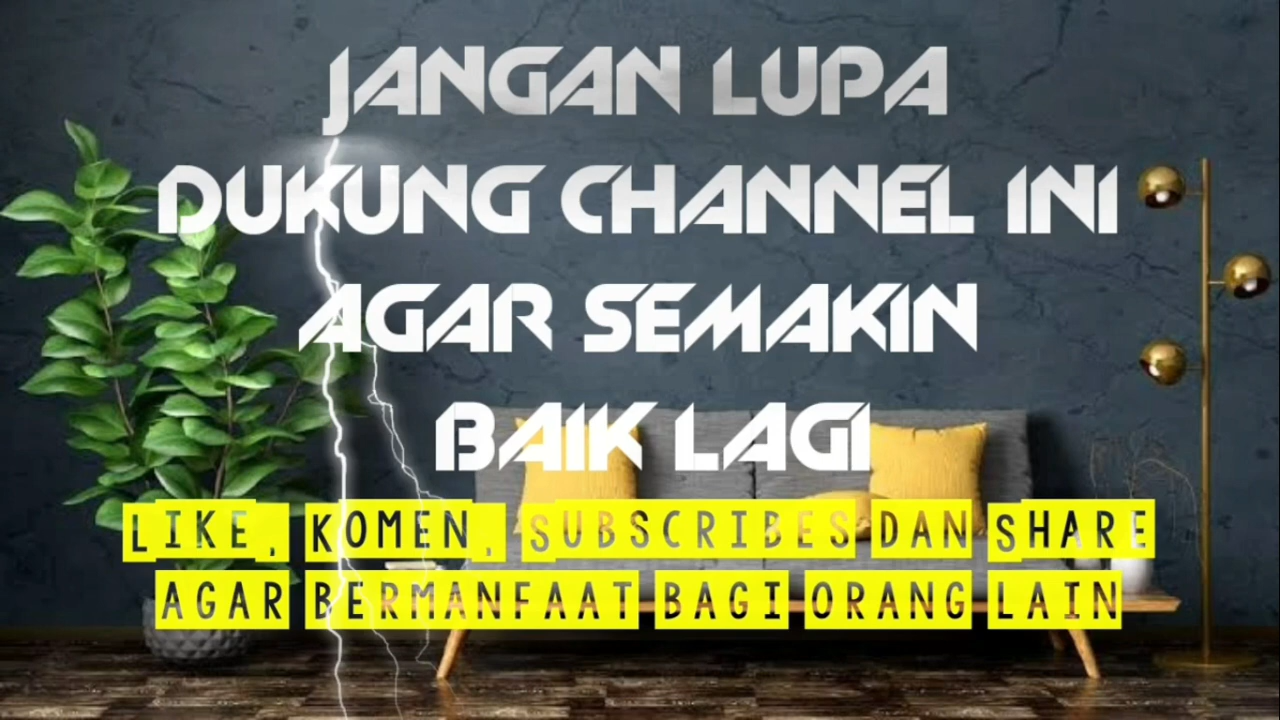 JANGAN LUPA
DUKUNG CHANNEL INI
AGAR SEMAKIN
BAIK LAGI
LIKE, KOMEN, SUBSCRIBES DAN SHARE
AGAR BERMANFAAT BAGI ORANG LAIN